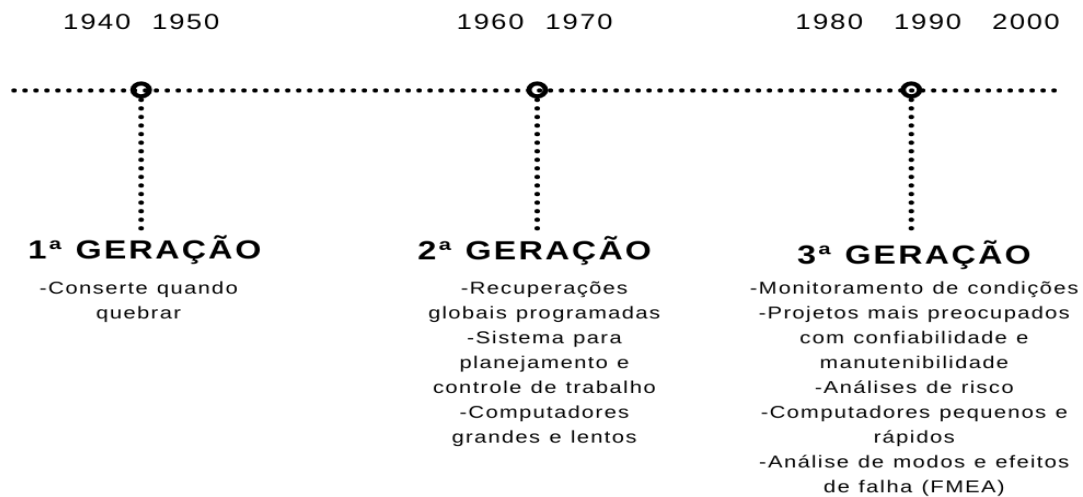 1940 1950
1960 1970
1980 1990 2000
1ª GERAÇÃO
-Conserte quando
quebrar
2ª GERAÇÃO
-Recuperações
globais programadas
-Sistema para
planejamento e
controle de trabalho
-Computadores
grandes e lentos
3ª GERAÇÃO
-Monitoramento de condições
-Projetos mais preocupados
com confiabilidade e
manutenibilidade
-Análises de risco
-Computadores pequenos e
rápidos
-Análise de modos e efeitos
de falha (FMEA)